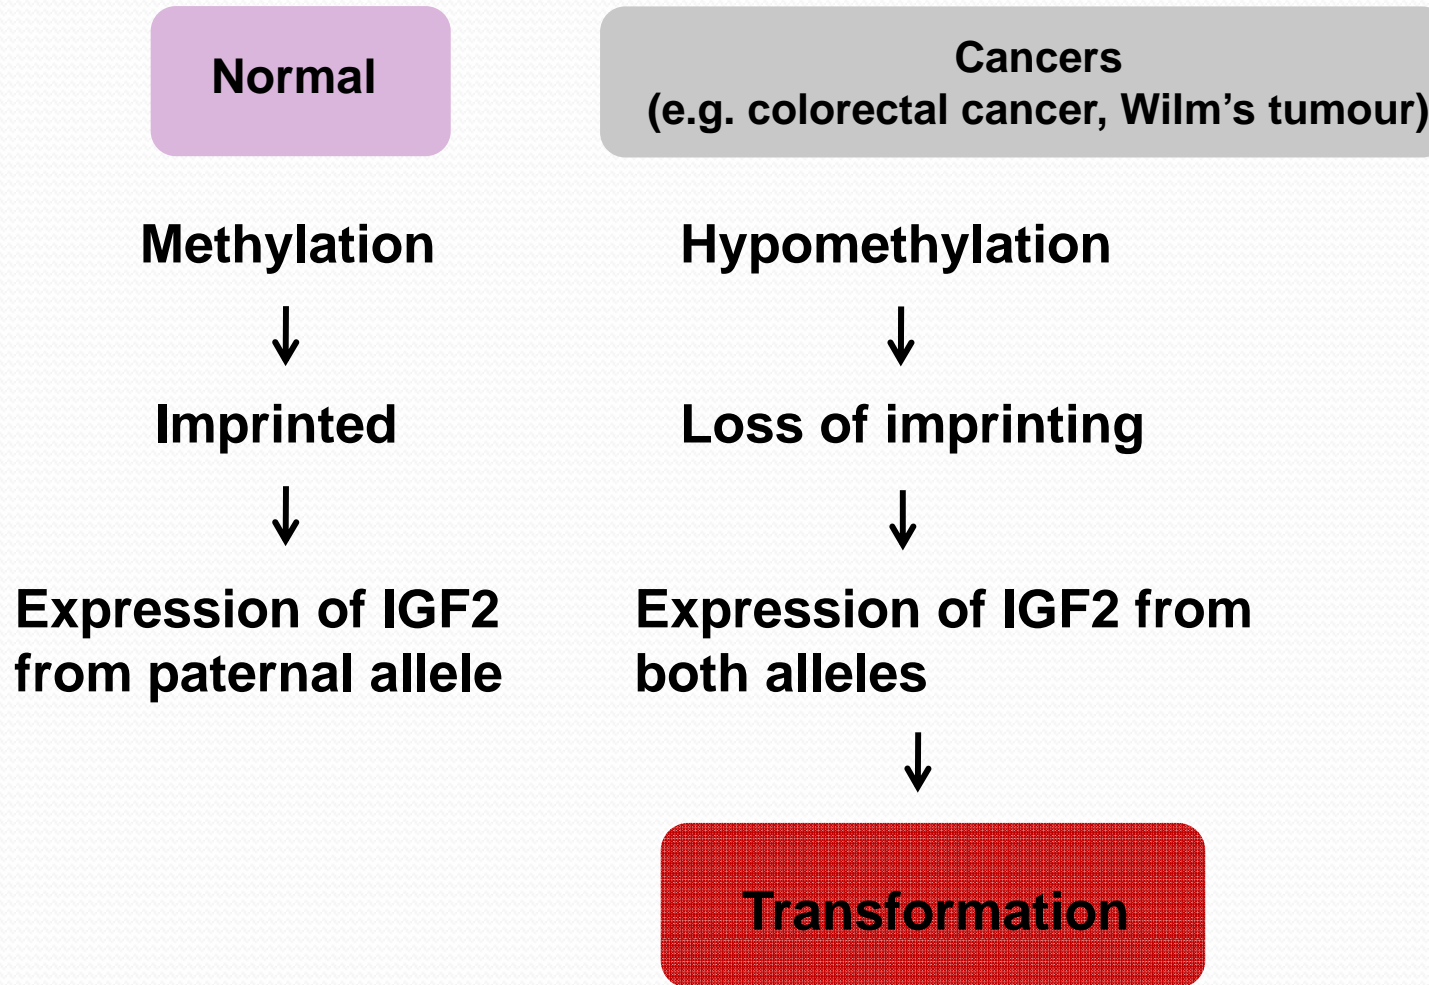 Normal
Cancers
(e.g. colorectal cancer, Wilm’s tumour)
Methylation
Imprinted
Expression of IGF2
from paternal allele
Hypomethylation
Loss of imprinting
Expression of IGF2 from
both alleles
Transformation